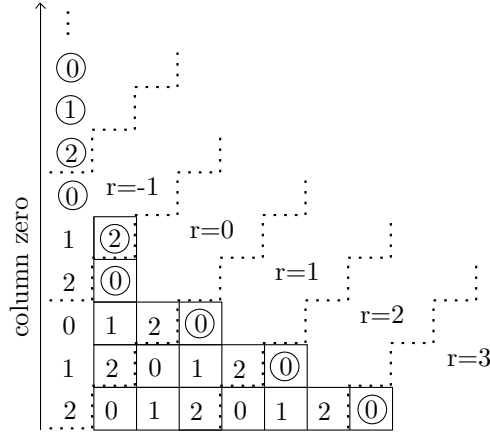 0
1
2
0 r=-1
1 2 r=0
2 0 r=1
0 1 2 0 r=2
1 2 0 1 2 0 r=3
2 0 1 2 0 1 2 0
column zero